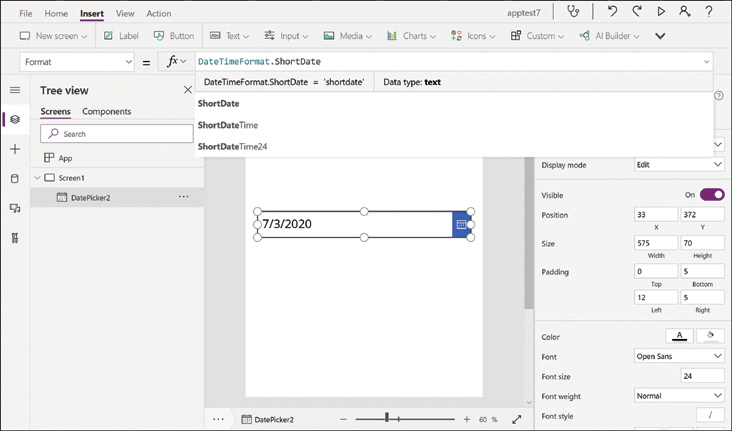 File Home Insert View Action apptest7
New screen Label Button Text Input Media Charts Icons Custom AI Builder
Format = fx DateTimeFormat.ShortDate
DateTimeFormat.ShortDate = 'shortdate' Data type: text
ShortDate
ShortDateTime
ShortDateTime24
Tree view
Screens Components
Search
App
Screen1
DatePicker2 ...
7/3/2020
Display mode Edit
Visible On
Position 33 372
X Y
Size 575 70
Width Height
Padding 0 5
Top Bottom
12 5
Left Right
Color A
Font Open Sans
Font size 24
Font weight Normal
Font style /
... DatePicker2 − + 60 %